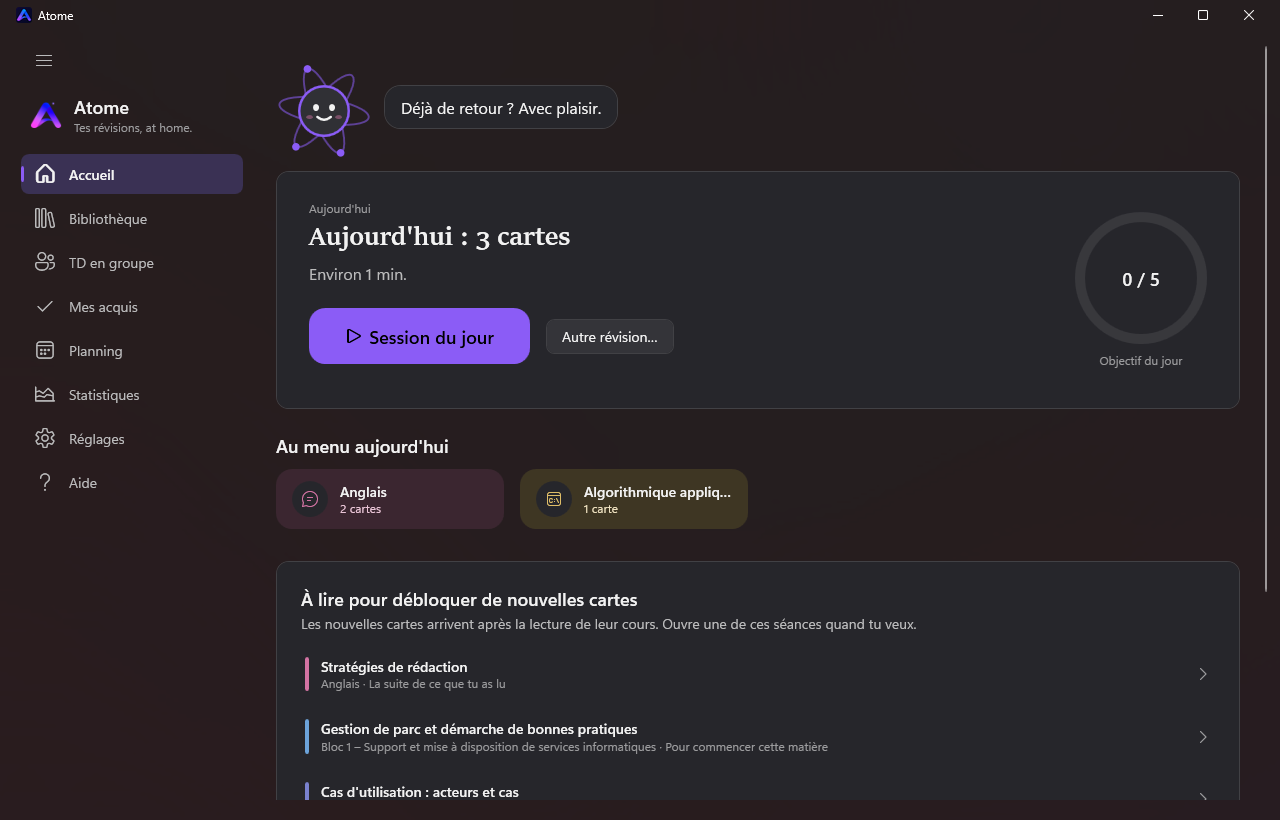 Atome
Atome
Tes révisions, at home.
Accueil
Bibliothèque
TD en groupe
Mes acquis
Planning
Statistiques
Réglages
Aide
Déjà de retour ? Avec plaisir.
Aujourd'hui
Aujourd'hui : 3 cartes
Environ 1 min.
Session du jour
Autre révision...
0 / 5
Objectif du jour
Au menu aujourd'hui
Anglais
2 cartes
C:\
Algorithmique appliq...
1 carte
À lire pour débloquer de nouvelles cartes
Les nouvelles cartes arrivent après la lecture de leur cours. Ouvre une de ces séances quand tu veux.
Stratégies de rédaction
Anglais · La suite de ce que tu as lu
Gestion de parc et démarche de bonnes pratiques
Bloc 1 – Support et mise à disposition de services informatiques · Pour commencer cette matière
Cas d'utilisation : acteurs et cas